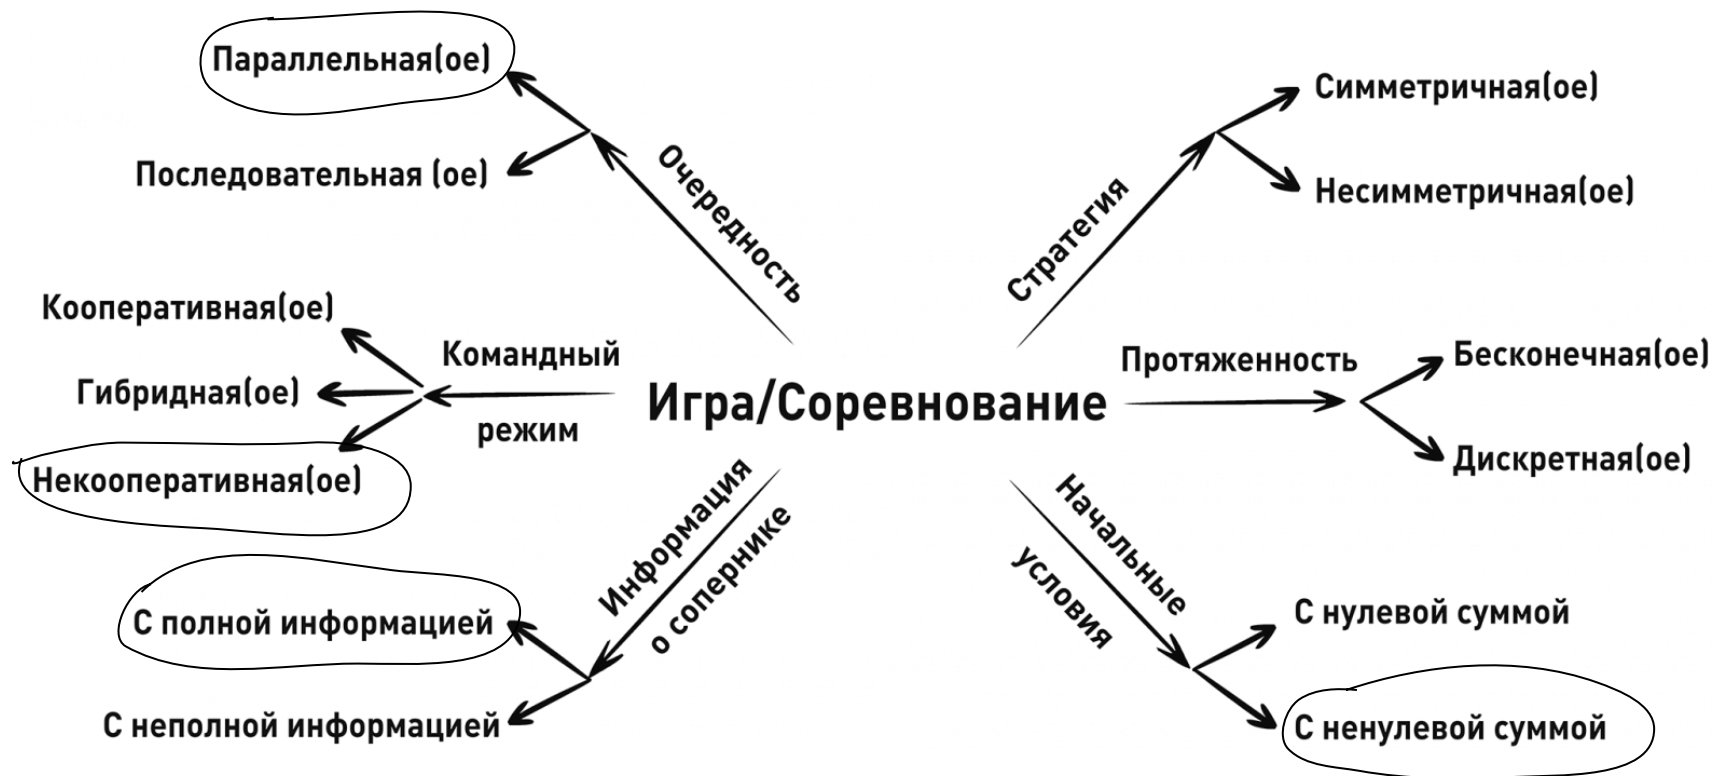 Параллельная(ое)
Последовательная (ое)
Очередность
Симметричная(ое)
Несимметричная(ое)
Стратегия
Кооперативная(ое)
Гибридная(ое)
Некооперативная(ое)
Командный
режим
Игра/Соревнование
Протяженность
Бесконечная(ое)
Дискретная(ое)
Информация
о сопернике
С полной информацией
С неполной информацией
Начальные
условия
С нулевой суммой
С ненулевой суммой